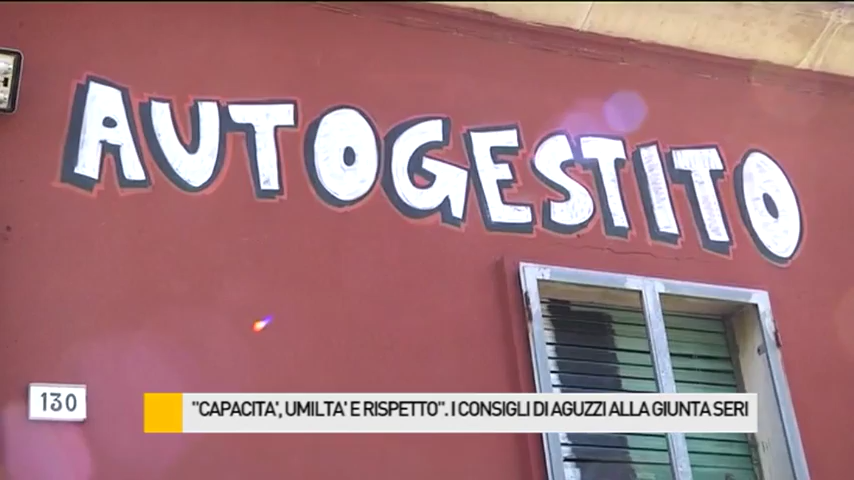 AUTOGESTITO
130
"CAPACITA', UMILTA' E RISPETTO". I CONSIGLI DI AGUZZI ALLA GIUNTA SERI